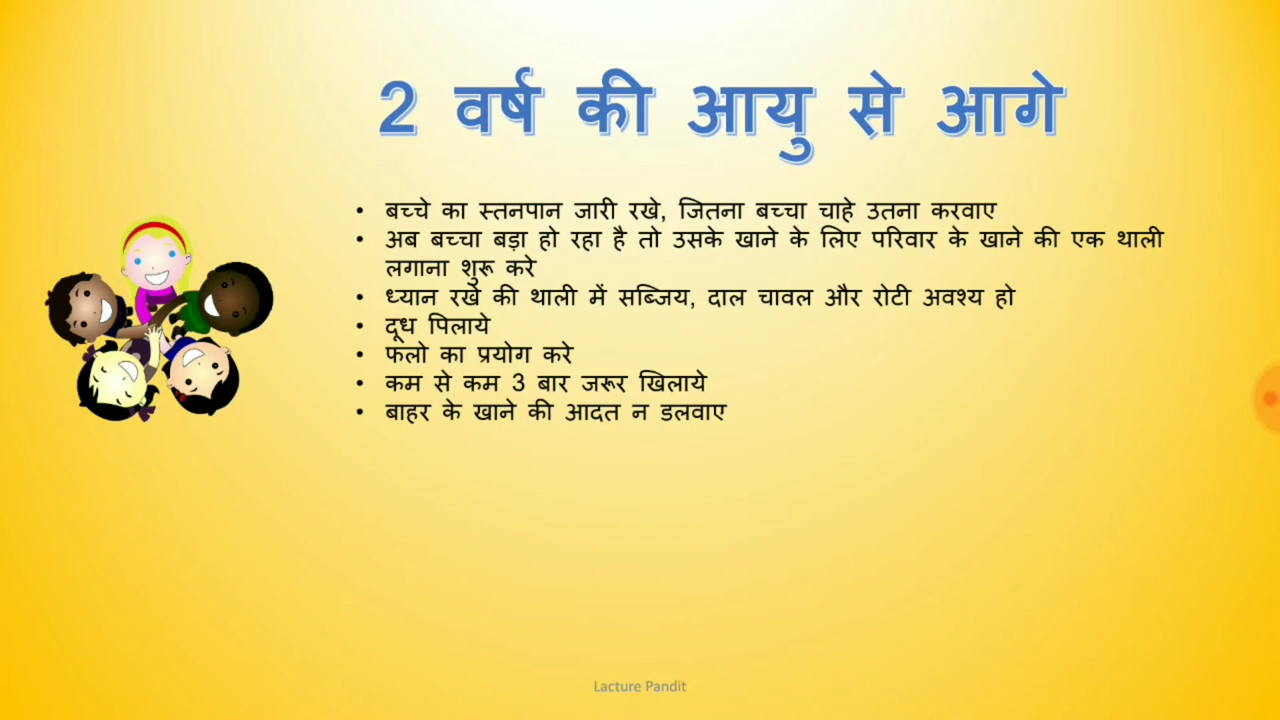 2 वर्ष की आयु से आगे
• बच्चे का स्तनपान जारी रखे, जितना बच्चा चाहे उतना करवाए
• अब बच्चा बड़ा हो रहा है तो उसके खाने के लिए परिवार के खाने की एक थाली
लगाना शुरू करे
• ध्यान रखे की थाली में सब्जिय, दाल चावल और रोटी अवश्य हो
• दूध पिलाये
• फलो का प्रयोग करे
• कम से कम 3 बार जरूर खिलाये
• बाहर के खाने की आदत न डलवाए
Lacture Pandit